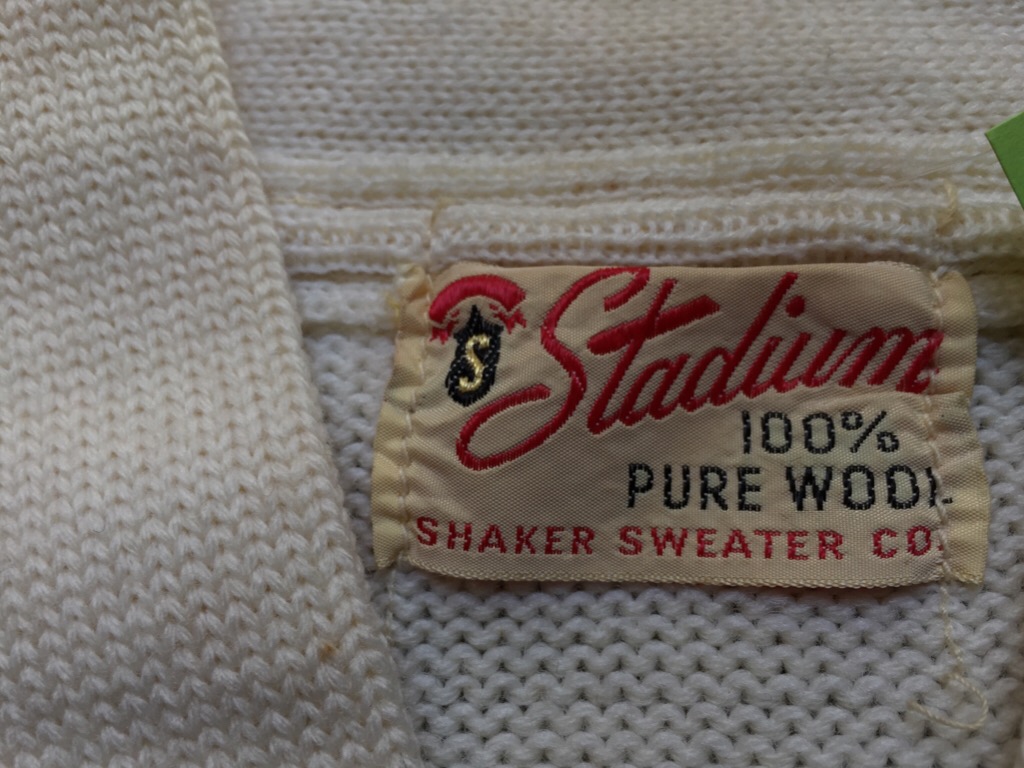 S
Stadium
100%
PURE WOOL
SHAKER SWEATER CO.